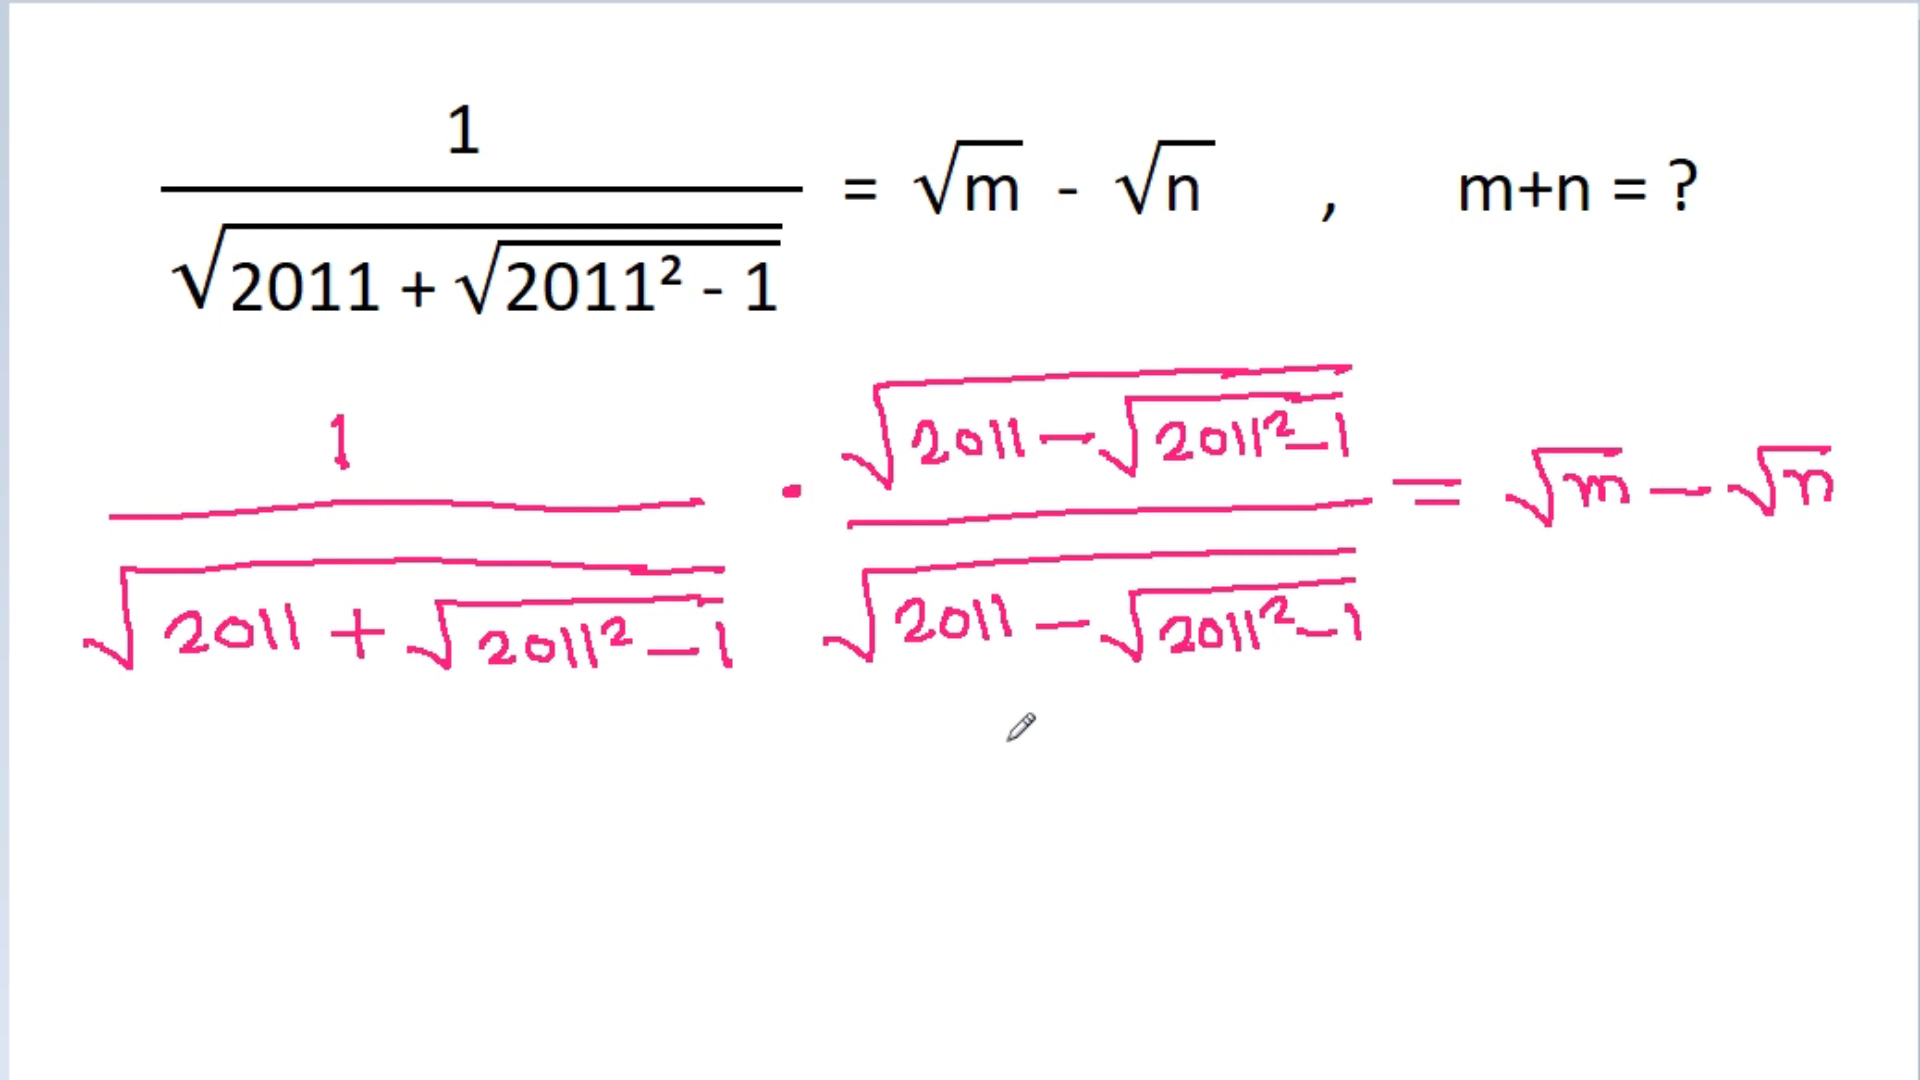 1
√2011 + √2011² - 1
= √m - √n , m+n = ?
1
√2011 + √2011² - 1
·
√2011 - √2011² - 1
√2011 - √2011² - 1
= √m - √n